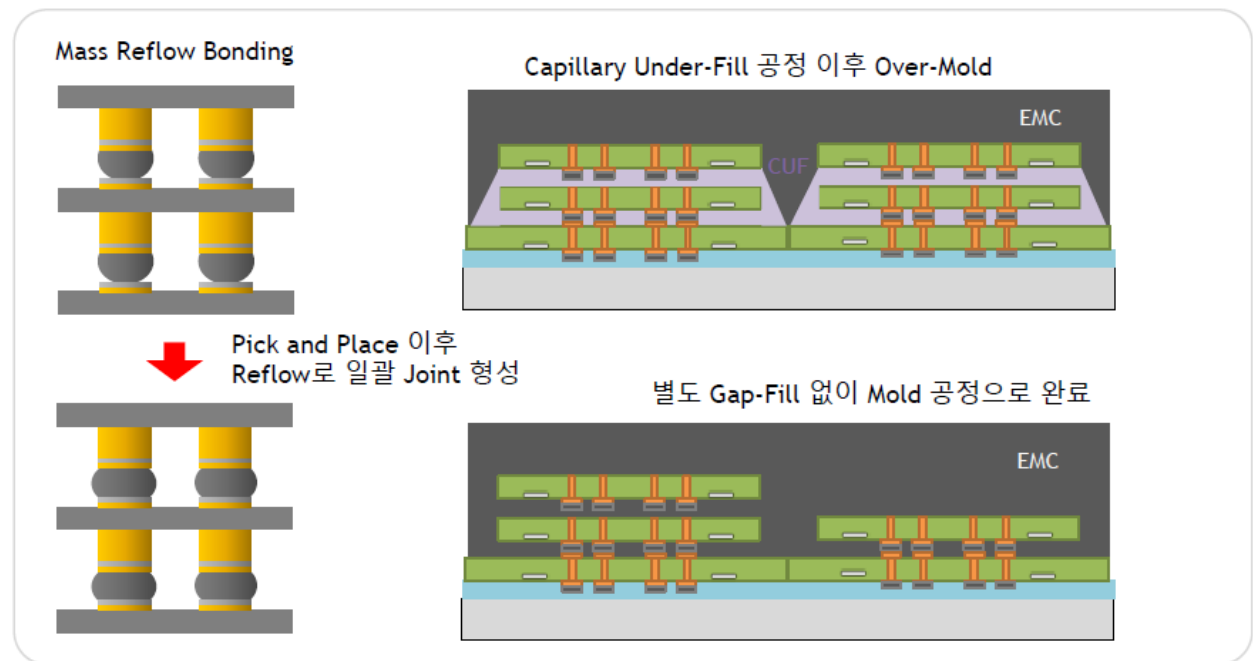 Mass Reflow Bonding
Capillary Under-Fill 공정 이후 Over-Mold
EMC
CUF
Pick and Place 이후
Reflow로 일괄 Joint 형성
별도 Gap-Fill 없이 Mold 공정으로 완료
EMC